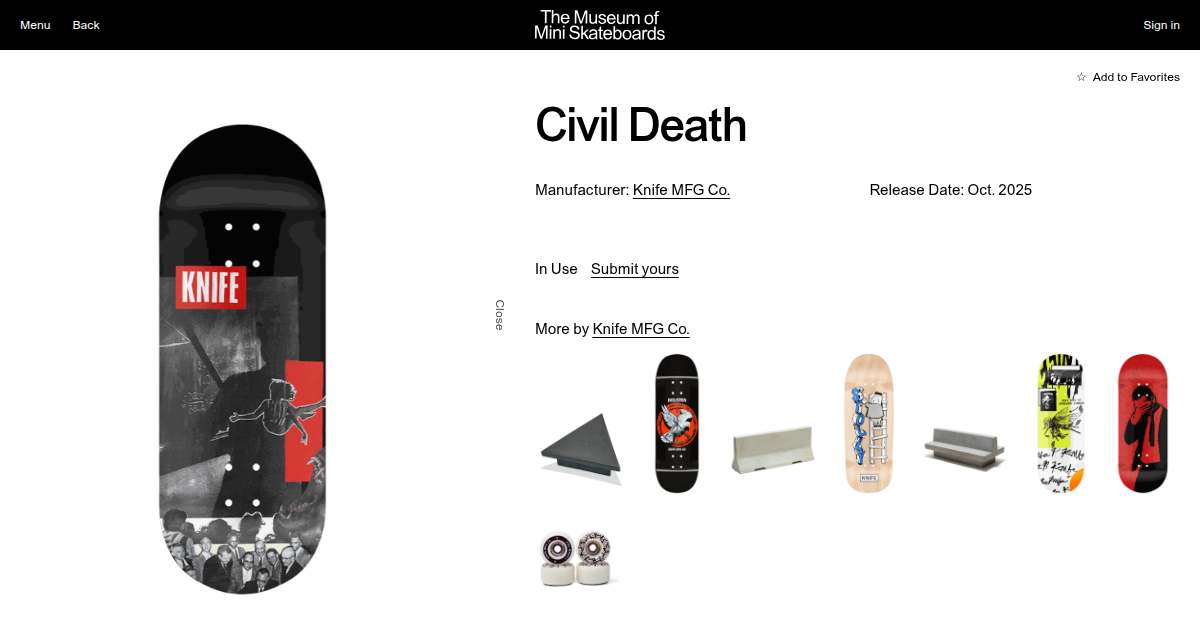 Menu
Back
The Museum of
Mini Skateboards
Sign in
☆ Add to Favorites
Civil Death
Manufacturer: Knife MFG Co.
Release Date: Oct. 2025
KNIFE
In Use Submit yours
Close
More by Knife MFG Co.
KNIFE